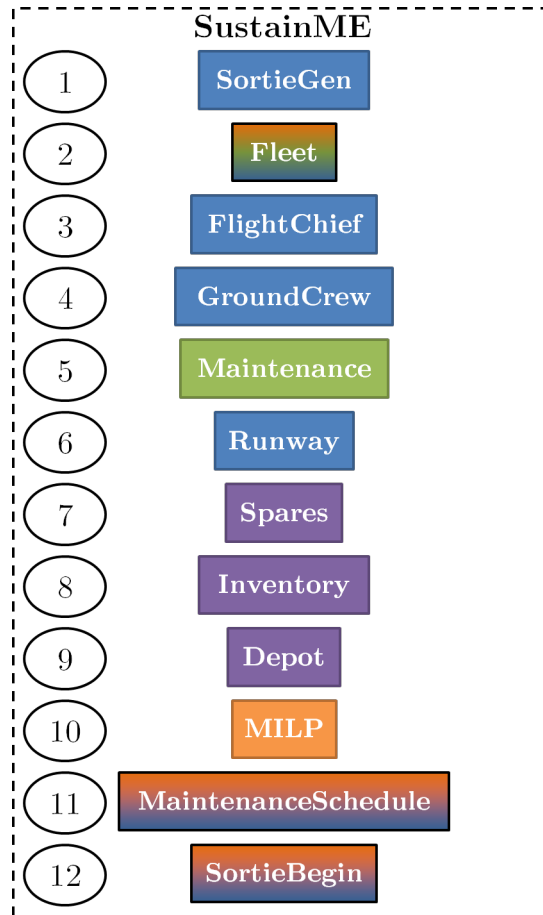 SustainME
1 SortieGen
2 Fleet
3 FlightChief
4 GroundCrew
5 Maintenance
6 Runway
7 Spares
8 Inventory
9 Depot
10 MILP
11 MaintenanceSchedule
12 SortieBegin